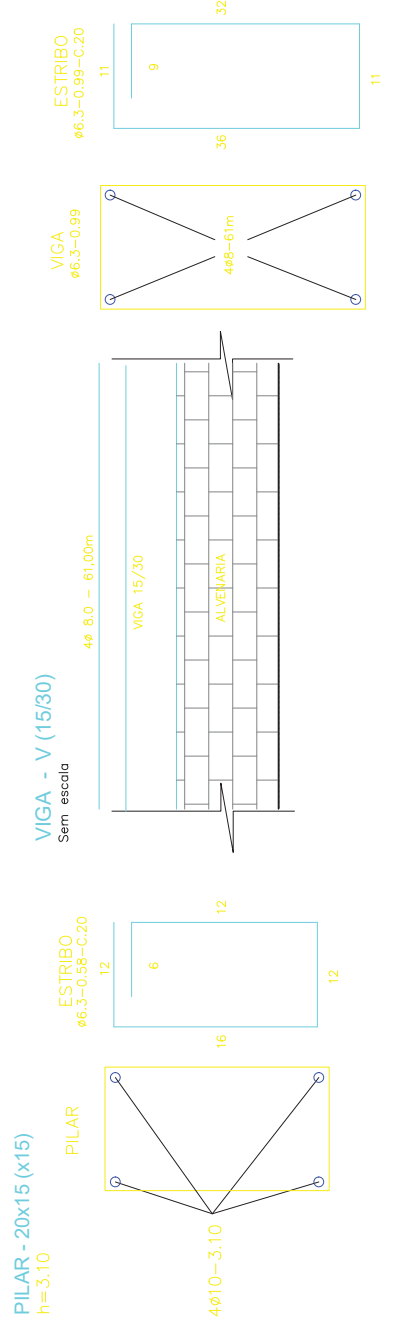 PILAR - 20x15 (x15)
h=3.10
PILAR
4ø10-3.10
ESTRIBO
ø6.3-0.58-C.20
12
6
16
12
12
VIGA - V (15/30)
Sem escala
4ø 8.0 - 61,00m
VIGA 15/30
ALVENARIA
VIGA
ø6.3-0.99
4ø8-61m
ESTRIBO
ø6.3-0.99-C.20
11
9
36
32
11